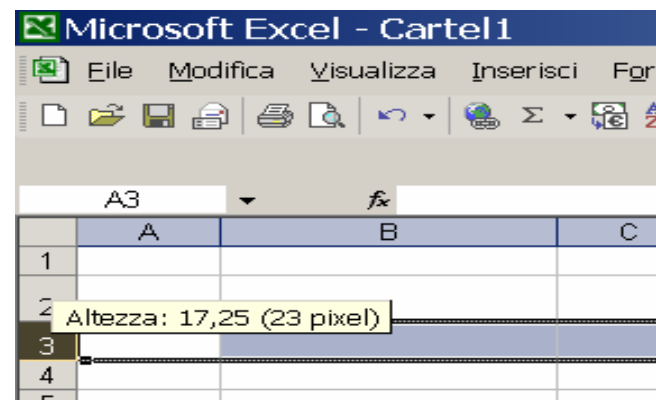 Microsoft Excel - Cartel1
File Modifica Visualizza Inserisci For
Σ
A3 fx
A B C
1
2
Altezza: 17,25 (23 pixel)
3
4